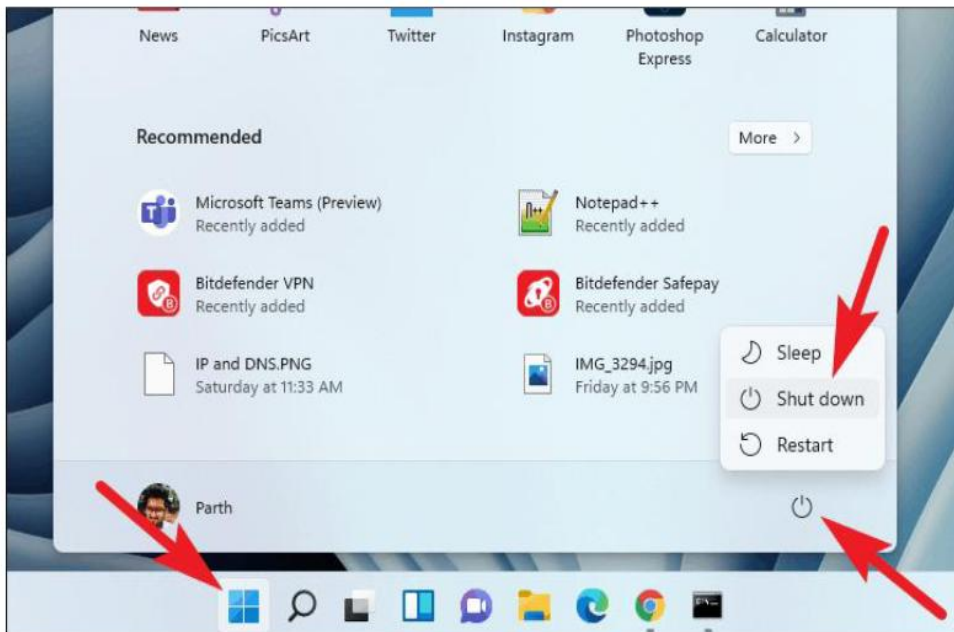 News PicsArt Twitter Instagram Photoshop Express Calculator
Recommended
More >
Microsoft Teams (Preview)
Recently added
Notepad++
Recently added
Bitdefender VPN
Recently added
Bitdefender Safepay
Recently added
IP and DNS.PNG
Saturday at 11:33 AM
IMG_3294.jpg
Friday at 9:56 PM
Sleep
Shut down
Restart
Parth